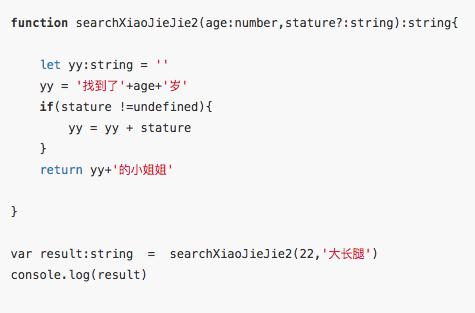 function searchXiaoJieJie2(age:number,stature?:string):string{
let yy:string = ''
yy = '找到了'+age+'岁'
if(stature !=undefined){
yy = yy + stature
}
return yy+'的小姐姐'
}
var result:string  =  searchXiaoJieJie2(22,'大长腿')
console.log(result)